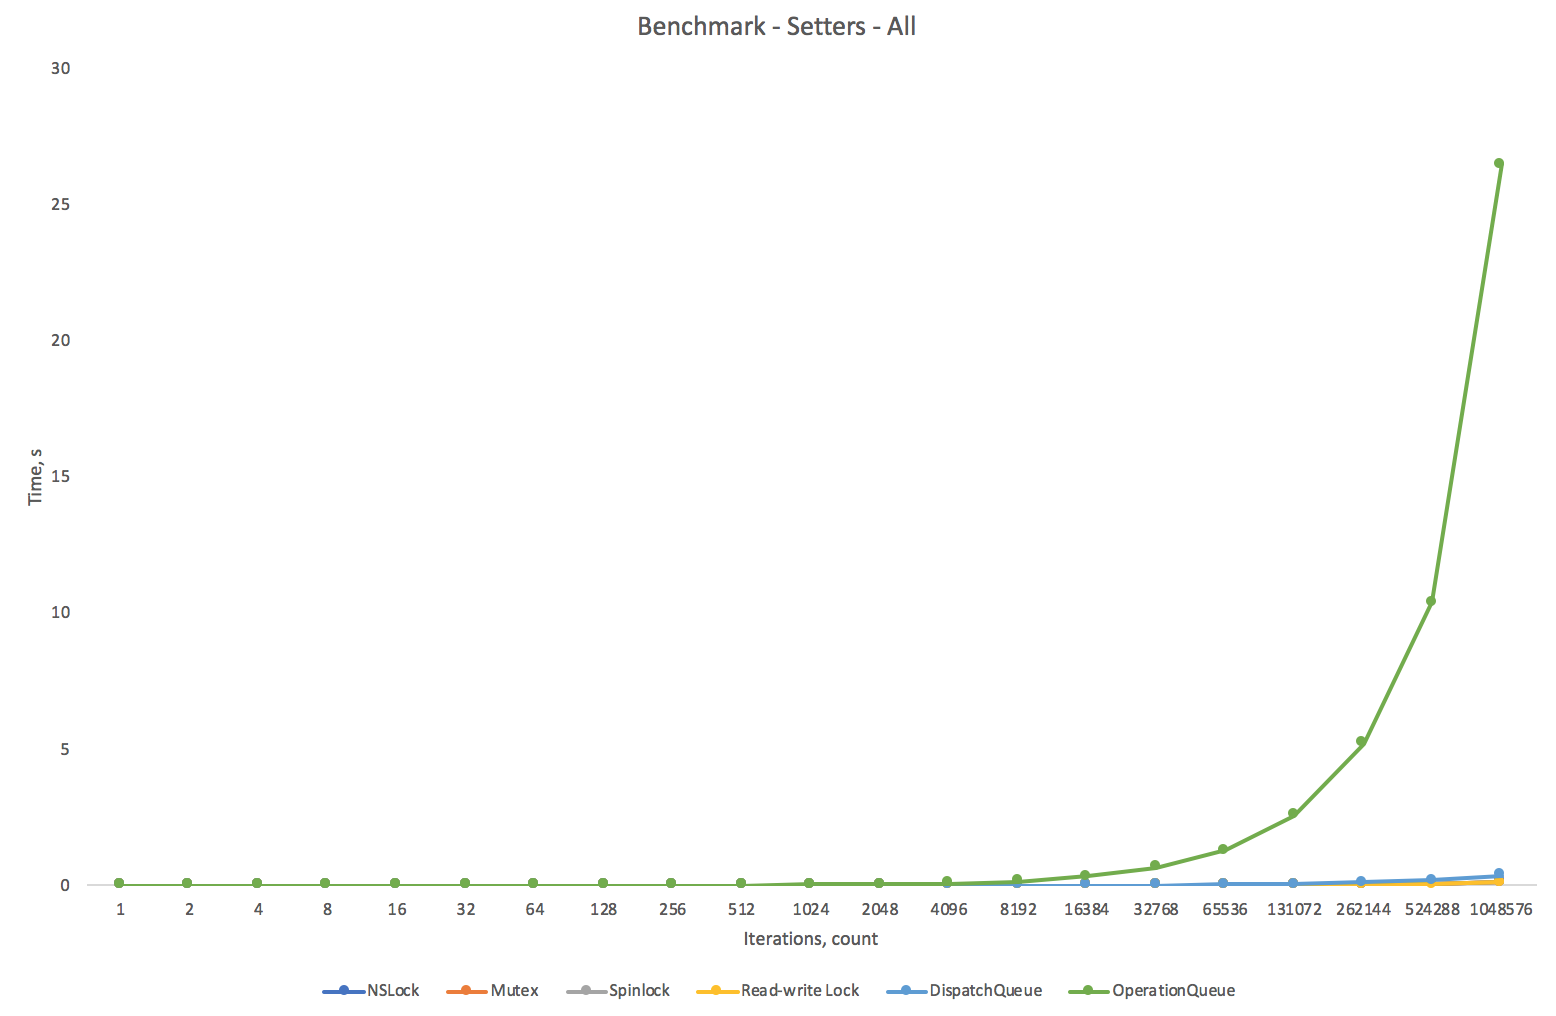 Benchmark - Setters - All
30
25
20
15
10
5
0
Time, s
1 2 4 8 16 32 64 128 256 512 1024 2048 4096 8192 16384 32768 65536 131072 262144 524288 1048576
Iterations, count
NSLock Mutex Spinlock Read-write Lock DispatchQueue OperationQueue